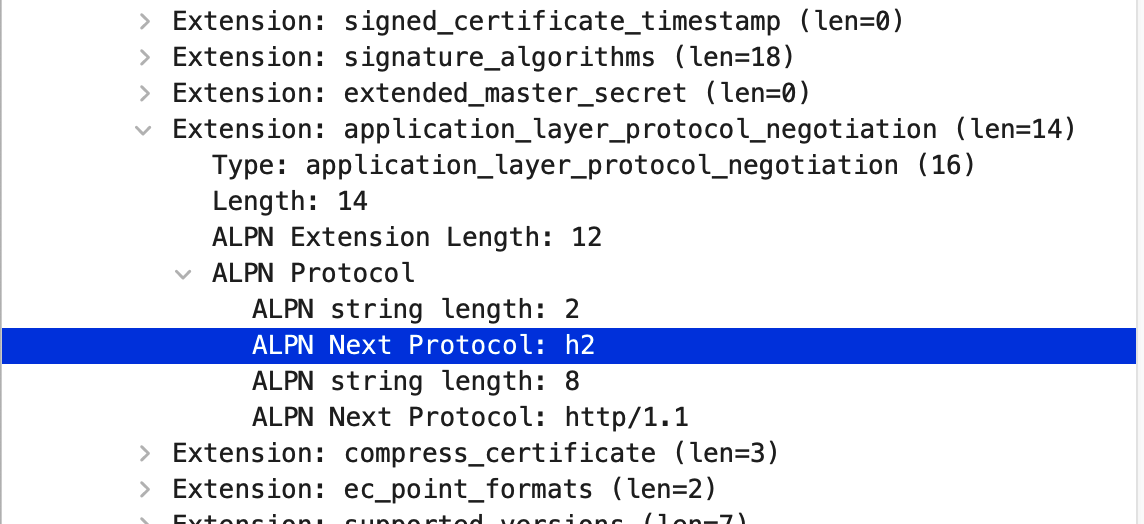 Extension: signed_certificate_timestamp (len=0)
Extension: signature_algorithms (len=18)
Extension: extended_master_secret (len=0)
Extension: application_layer_protocol_negotiation (len=14)
Type: application_layer_protocol_negotiation (16)
Length: 14
ALPN Extension Length: 12
ALPN Protocol
ALPN string length: 2
ALPN Next Protocol: h2
ALPN string length: 8
ALPN Next Protocol: http/1.1
Extension: compress_certificate (len=3)
Extension: ec_point_formats (len=2)
Extension: supported_versions (len=7)